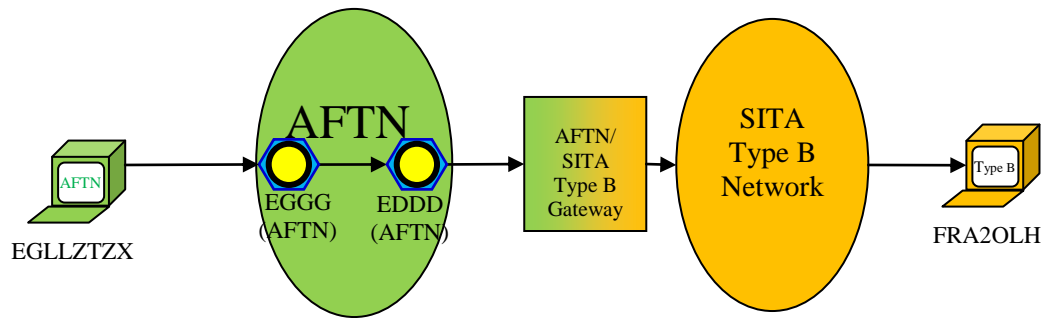 AFTN
EGLLZTZX
AFTN
EGGG
(AFTN)
EDDD
(AFTN)
AFTN/
SITA
Type B
Gateway
SITA
Type B
Network
Type B
FRA2OLH